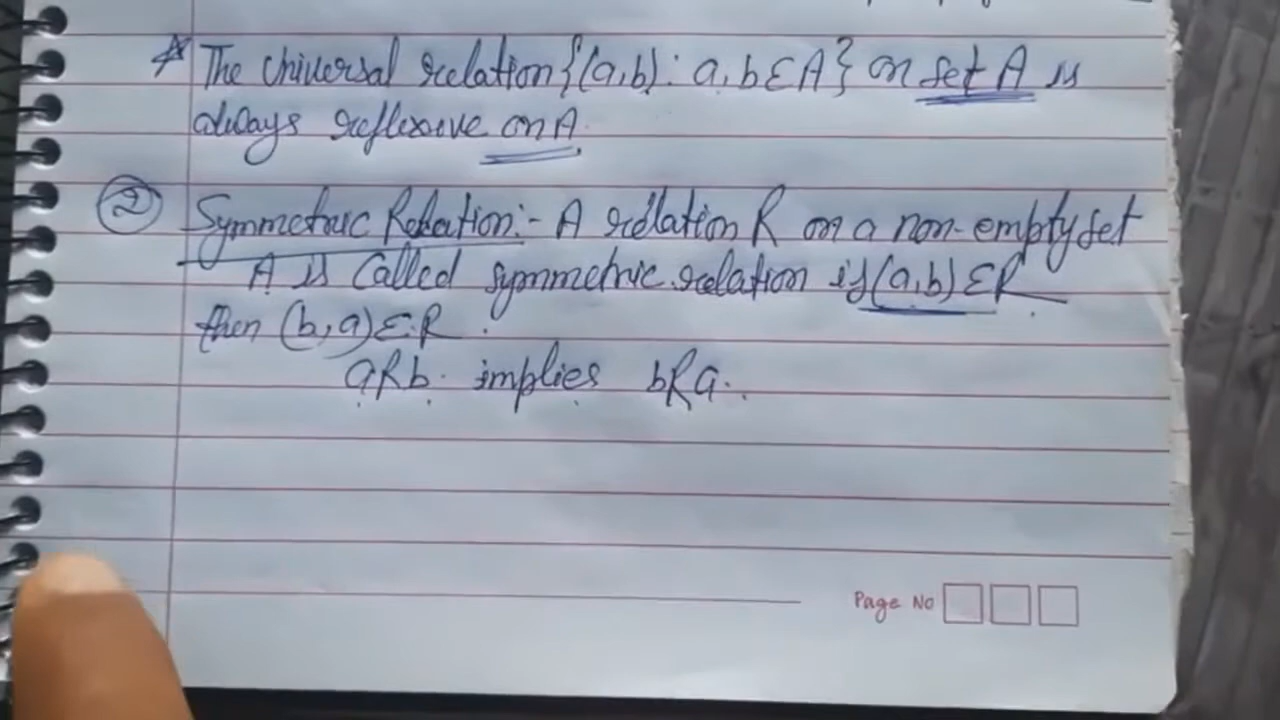 * The Universal relation {(a,b) : a, b ∈ A} on set A is
always reflexive on A.
② Symmetric Relation:- A relation R on a non-empty set
A is called symmetric relation if (a,b) ∈ R
then (b,a) ∈ R.
aRb implies bRa.
Page No